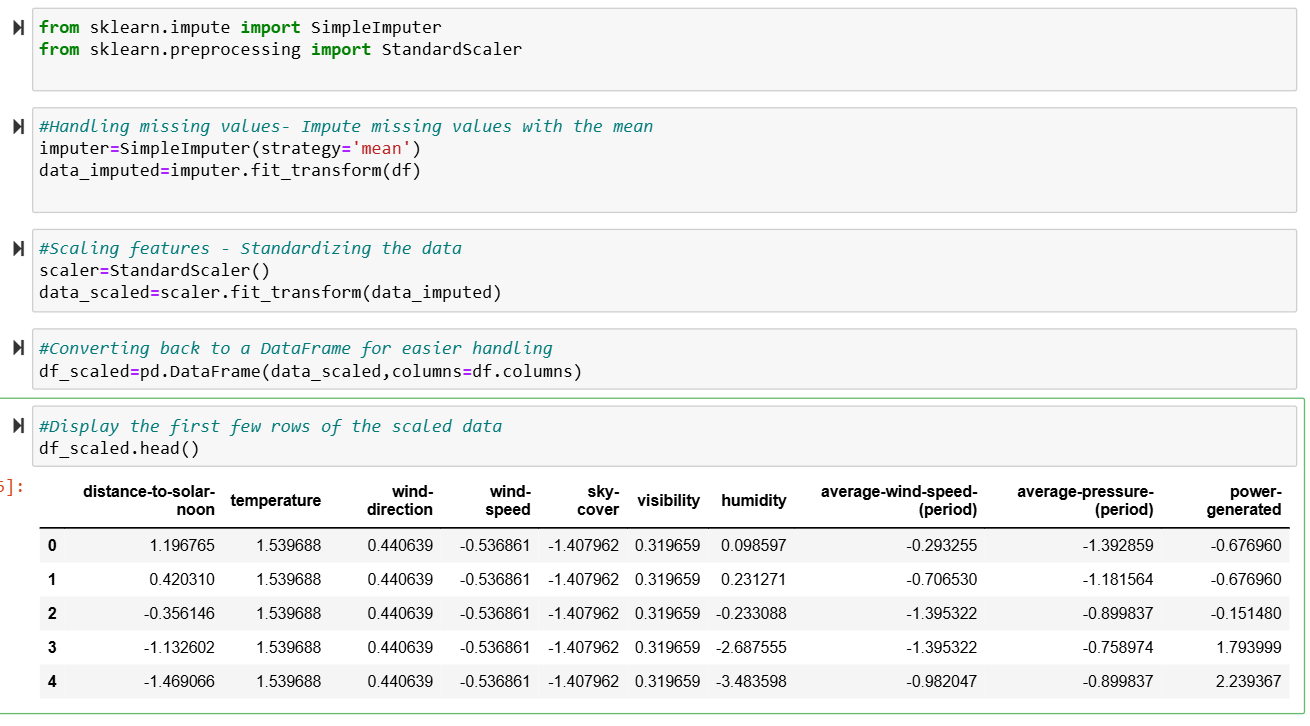 from sklearn.impute import SimpleImputer
from sklearn.preprocessing import StandardScaler
#Handling missing values- Impute missing values with the mean
imputer=SimpleImputer(strategy='mean')
data_imputed=imputer.fit_transform(df)
#Scaling features - Standardizing the data
scaler=StandardScaler()
data_scaled=scaler.fit_transform(data_imputed)
#Converting back to a DataFrame for easier handling
df_scaled=pd.DataFrame(data_scaled,columns=df.columns)
#Display the first few rows of the scaled data
df_scaled.head()
]:
distance-to-solar-noon temperature wind-direction wind-speed sky-cover visibility humidity average-wind-speed-(period) average-pressure-(period) power-generated
0 1.196765 1.539688 0.440639 -0.536861 -1.407962 0.319659 0.098597 -0.293255 -1.392859 -0.676960
1 0.420310 1.539688 0.440639 -0.536861 -1.407962 0.319659 0.231271 -0.706530 -1.181564 -0.676960
2 -0.356146 1.539688 0.440639 -0.536861 -1.407962 0.319659 -0.233088 -1.395322 -0.899837 -0.151480
3 -1.132602 1.539688 0.440639 -0.536861 -1.407962 0.319659 -2.687555 -1.395322 -0.758974 1.793999
4 -1.469066 1.539688 0.440639 -0.536861 -1.407962 0.319659 -3.483598 -0.982047 -0.899837 2.239367